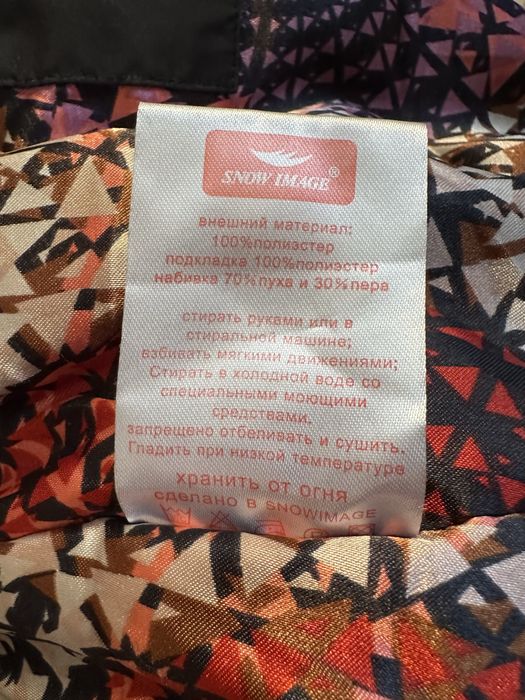 SNOW IMAGE®
внешний материал:
100%полиэстер
подкладка 100%полиэстер
набивка 70%пуха и 30%пера
стирать руками или в
стиральной машине;
взбивать мягкими движениями;
Стирать в холодной воде со
специальными моющими
средствами.
запрещено отбеливать и сушить.
Гладить при низкой температуре
хранить от огня
сделано в SNOWIMAGE